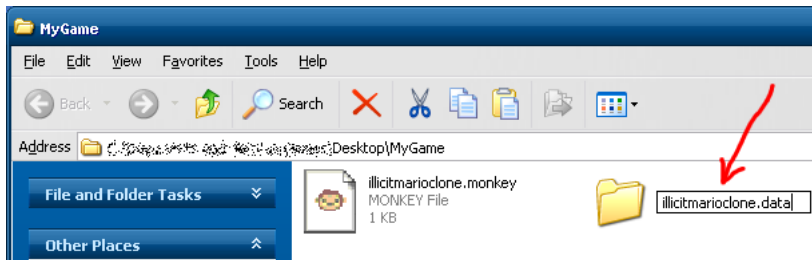 MyGame
File Edit View Favorites Tools Help
Back Search
Address Desktop\MyGame
File and Folder Tasks
Other Places
illicitmarioclone.monkey
MONKEY File
1 KB
illicitmarioclone.data